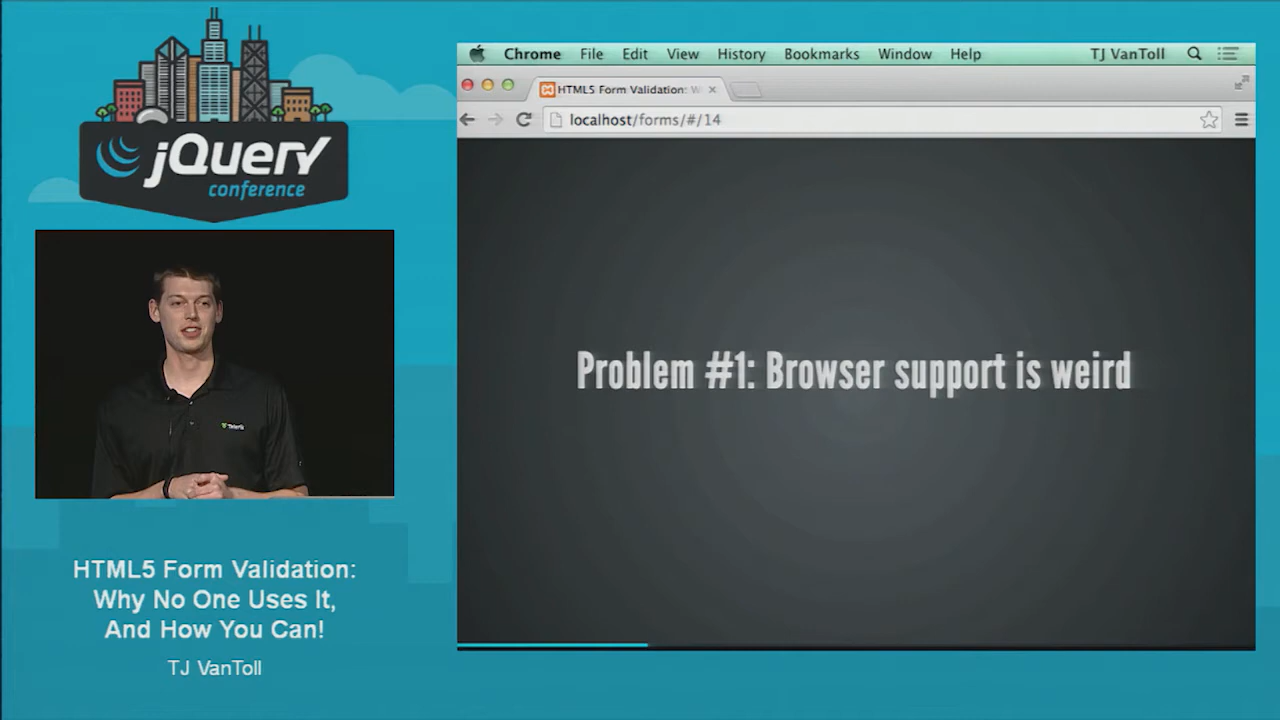 jQuery
conference
Telerik
HTML5 Form Validation:
Why No One Uses It,
And How You Can!
TJ VanToll
Chrome File Edit View History Bookmarks Window Help TJ VanToll
HTML5 Form Validation: W
localhost/forms/#/14
Problem #1: Browser support is weird